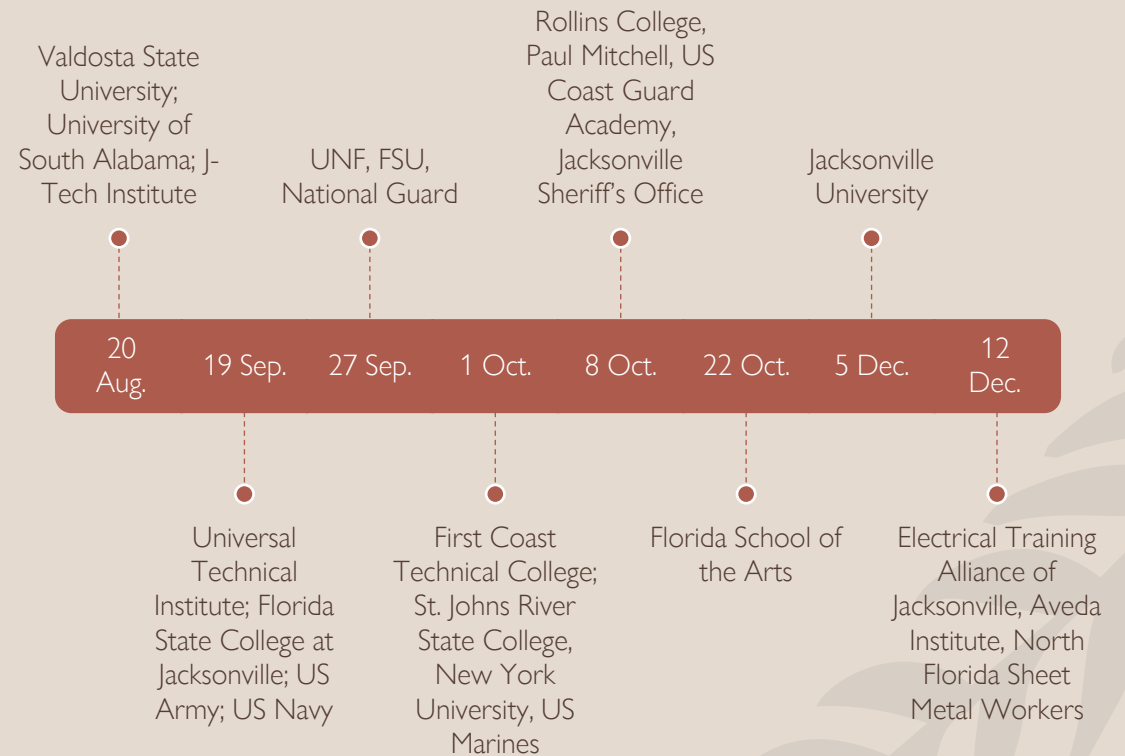 Valdosta State
University;
University of
South Alabama; J-
Tech Institute
UNF, FSU,
National Guard
Rollins College,
Paul Mitchell, US
Coast Guard
Academy,
Jacksonville
Sheriff's Office
Jacksonville
University
20
Aug.
19 Sep.
27 Sep.
1 Oct.
8 Oct.
22 Oct.
5 Dec.
12
Dec.
Universal
Technical
Institute; Florida
State College at
Jacksonville; US
Army; US Navy
First Coast
Technical College;
St. Johns River
State College,
New York
University, US
Marines
Florida School of
the Arts
Electrical Training
Alliance of
Jacksonville, Aveda
Institute, North
Florida Sheet
Metal Workers